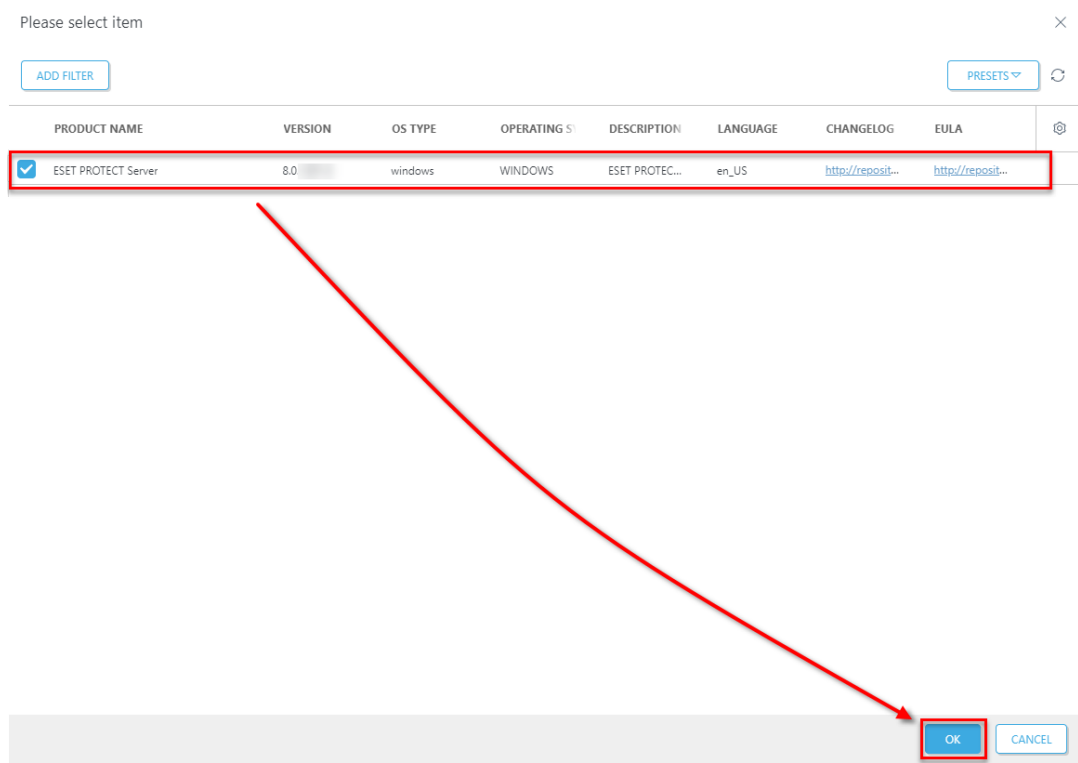 Please select item
ADD FILTER PRESETS
PRODUCT NAME VERSION OS TYPE OPERATING S DESCRIPTION LANGUAGE CHANGELOG EULA
ESET PROTECT Server 8.0 windows WINDOWS ESET PROTEC... en_US http://reposit... http://reposit...
OK CANCEL